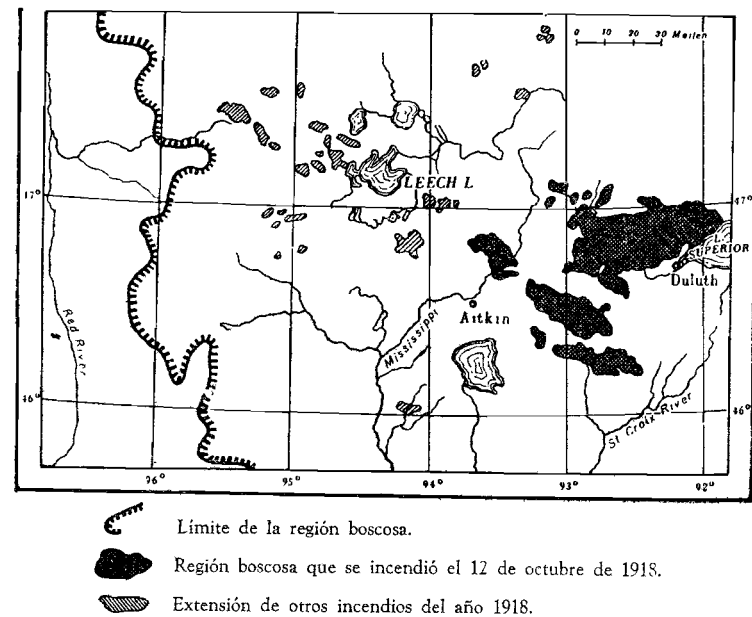 0 10 20 30 Meilen
47°
LEECH L.
47°
L.
SUPERIOR
Duluth
Red River
Mississippi
Aitkin
46°
46°
St Croix River
96°
95°
94°
93°
92°
Límite de la región boscosa.
Región boscosa que se incendió el 12 de octubre de 1918.
Extensión de otros incendios del año 1918.